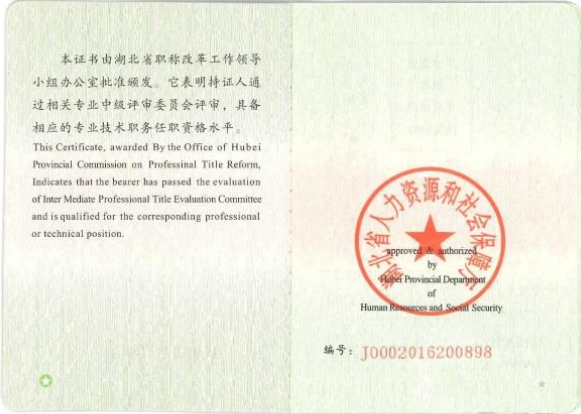 本证书由湖北省职称改革工作领导
小组办公室批准颁发。它表明持证人通
过相关专业中级评审委员会评审，具备
相应的专业技术职务任职资格水平。
This Certificate, awarded By the Office of Hubei
Provincial Commission on Professinal Title Reform,
Indicates that the bearer has passed the evaluation
of Inter Mediate Professional Title Evaluation Committee
and is qualified for the corresponding professional
or technical position.
湖北省人力资源和社会保障厅
approved & authorized
by
Hubei Provincial Department
of
Human Resources and Social Security
编号：J0002016200898